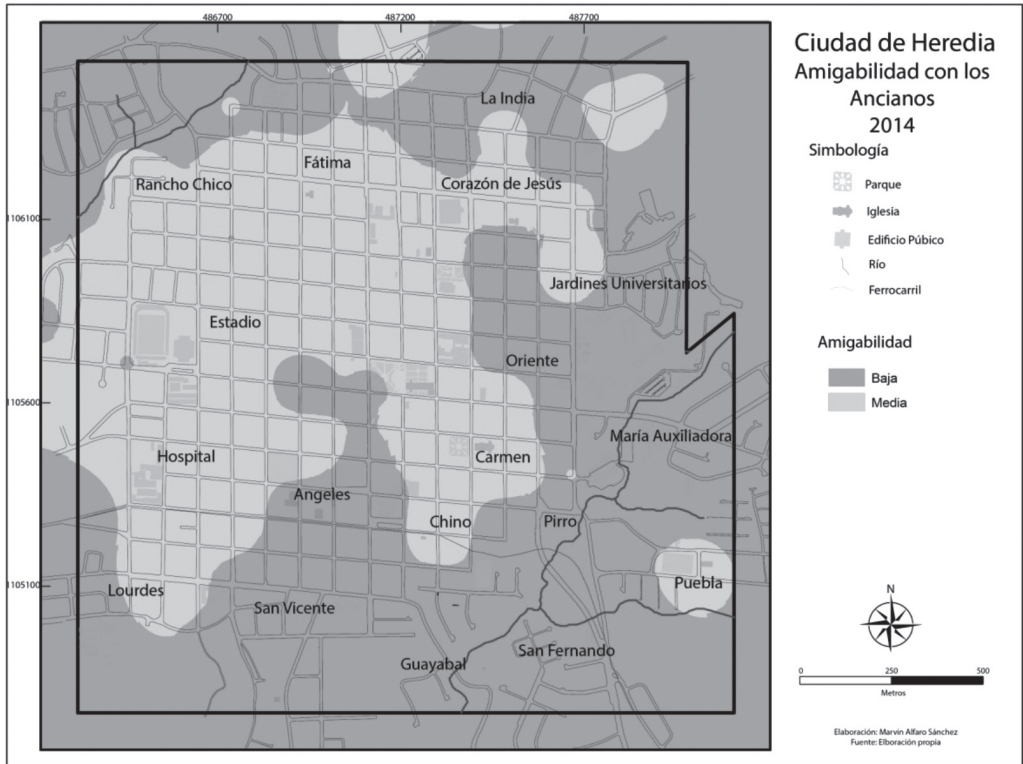 486700
487200
487700
1106100
1105600
1105100
La India
Fátima
Rancho Chico
Corazón de Jesús
Jardines Universitarios
Estadio
Oriente
María Auxiliadora
Hospital
Carmen
Angeles
Chino
Pirro
Puebla
Lourdes
San Vicente
San Fernando
Guayabal
Ciudad de Heredia
Amigabilidad con los
Ancianos
2014
Simbología
Parque
Iglesia
Edificio Púbico
Río
Ferrocarril
Amigabilidad
Baja
Media
N
0 250 500
Metros
Elaboración: Marvin Alfaro Sánchez
Fuente: Elboración propia